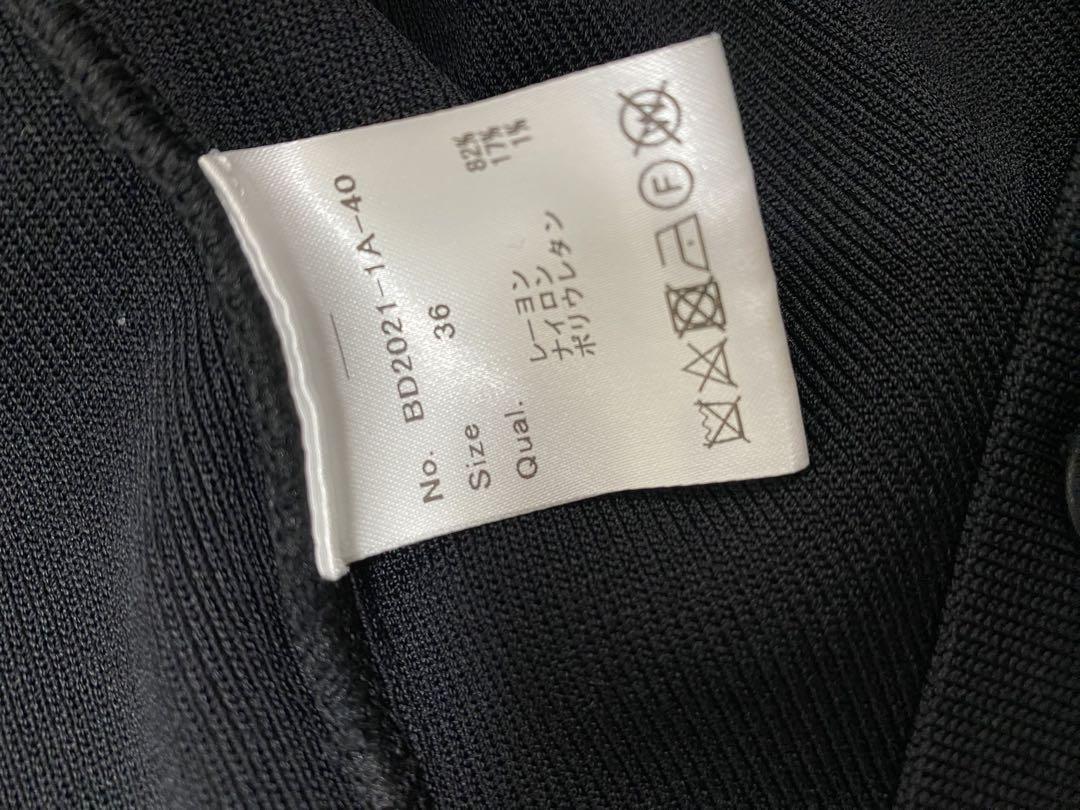 No. BD2021-1A-40
Size 36
Qual.
レーヨン 82%
ナイロン 17%
ポリウレタン 1%
F W